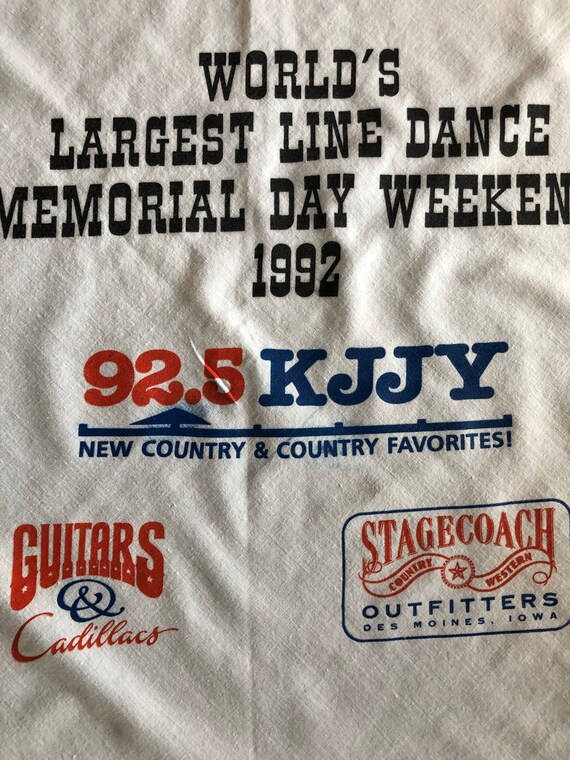 WORLD'S
LARGEST LINE DANCE
MEMORIAL DAY WEEKEN
1992
92.5 KJJY
NEW COUNTRY & COUNTRY FAVORITES!
GUITARS
&
Cadillacs
STAGECOACH
COUNTRY WESTERN
OUTFITTERS
DES MOINES, IOWA